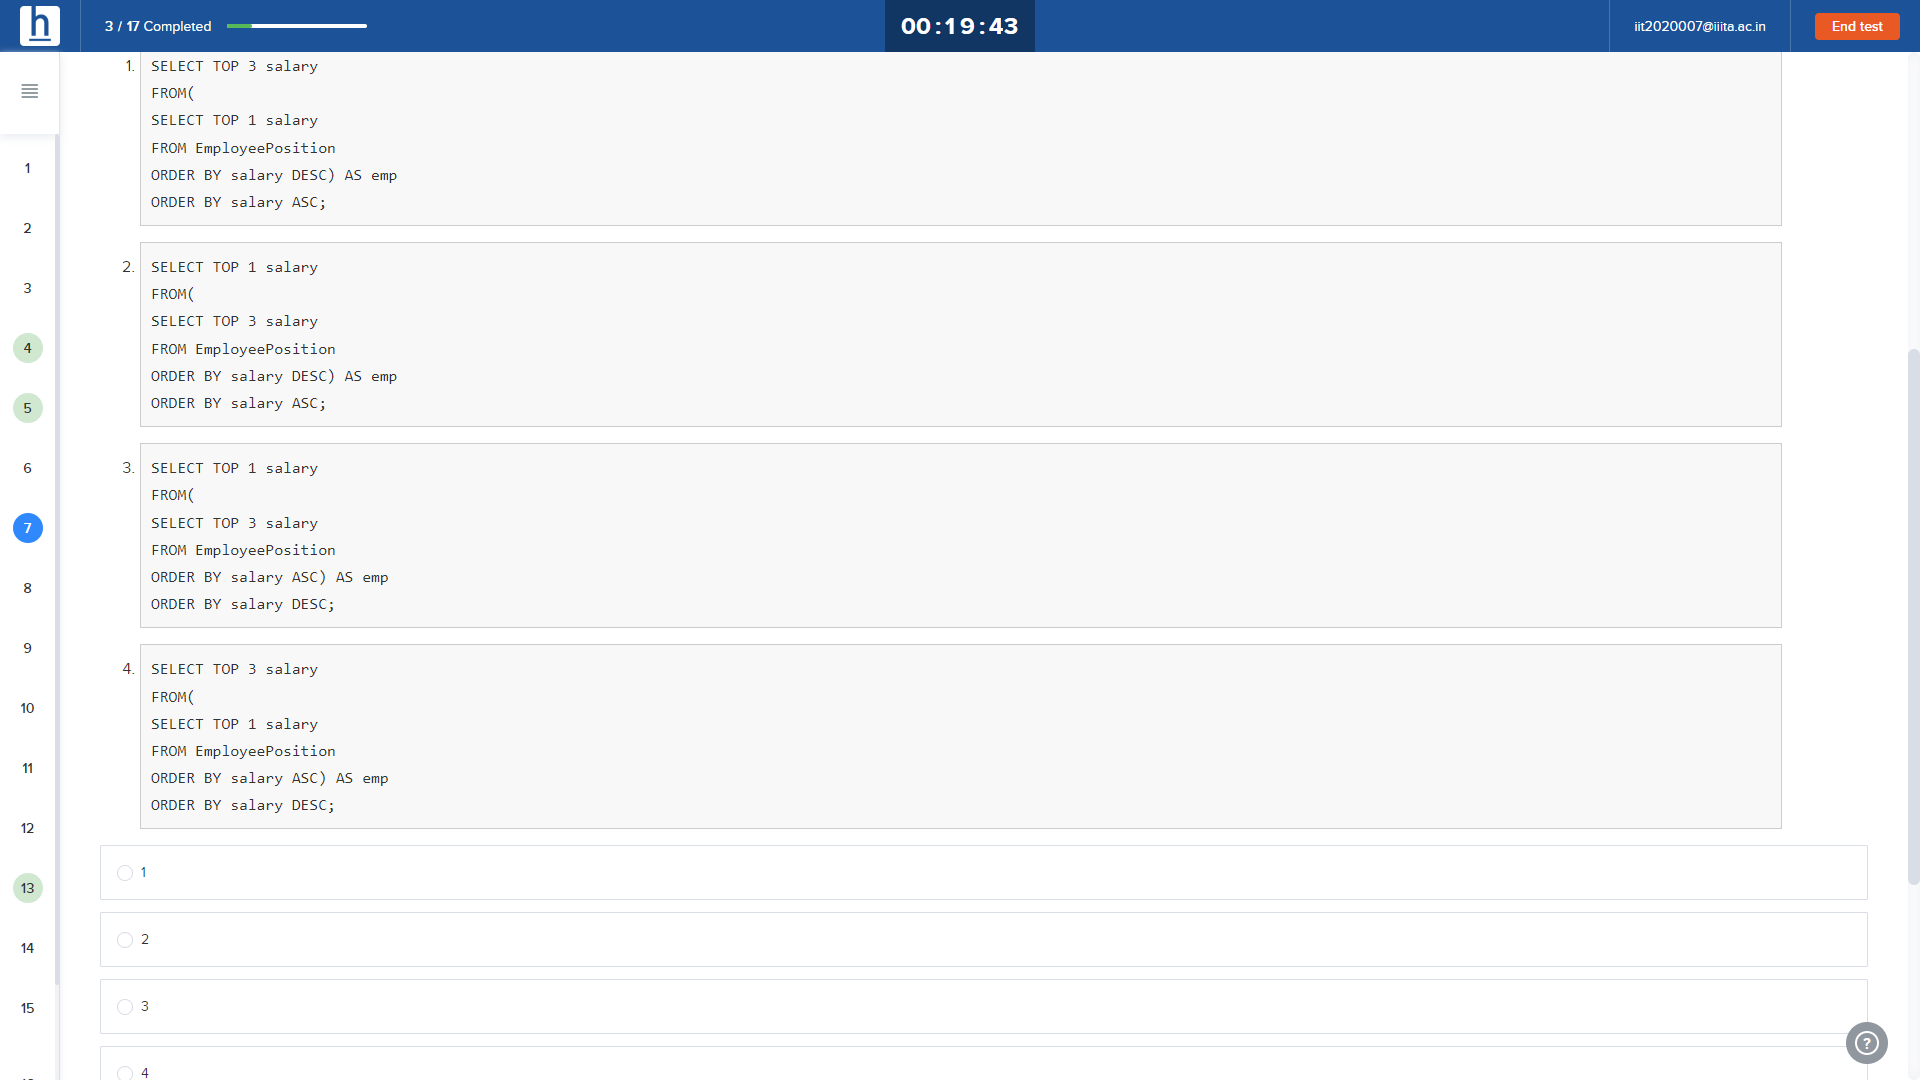 h
3 / 17 Completed
00:19:43
iit2020007@iiita.ac.in
End test
1
2
3
4
5
6
7
8
9
10
11
12
13
14
15
1. SELECT TOP 3 salary
FROM(
SELECT TOP 1 salary
FROM EmployeePosition
ORDER BY salary DESC) AS emp
ORDER BY salary ASC;
2. SELECT TOP 1 salary
FROM(
SELECT TOP 3 salary
FROM EmployeePosition
ORDER BY salary DESC) AS emp
ORDER BY salary ASC;
3. SELECT TOP 1 salary
FROM(
SELECT TOP 3 salary
FROM EmployeePosition
ORDER BY salary ASC) AS emp
ORDER BY salary DESC;
4. SELECT TOP 3 salary
FROM(
SELECT TOP 1 salary
FROM EmployeePosition
ORDER BY salary ASC) AS emp
ORDER BY salary DESC;
1
2
3
4
?